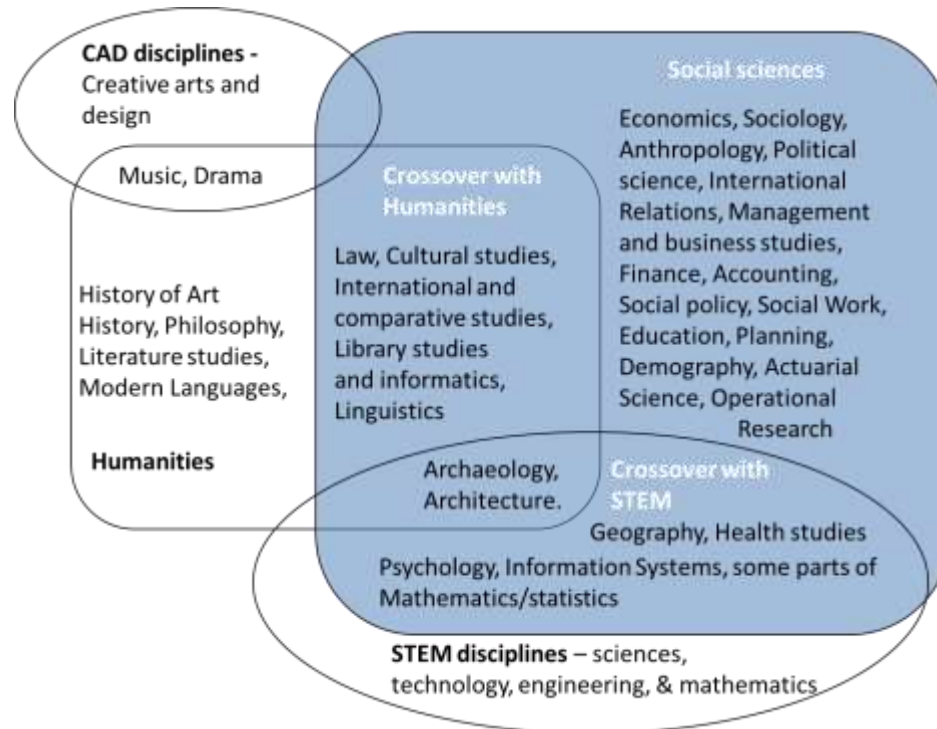 CAD disciplines -
Creative arts and
design
Music, Drama
History of Art
History, Philosophy,
Literature studies,
Modern Languages,
Humanities
Crossover with
Humanities
Law, Cultural studies,
International and
comparative studies,
Library studies
and informatics,
Linguistics
Archaeology,
Architecture.
Social sciences
Economics, Sociology,
Anthropology, Political
science, International
Relations, Management
and business studies,
Finance, Accounting,
Social policy, Social Work,
Education, Planning,
Demography, Actuarial
Science, Operational
Research
Crossover with
STEM
Geography, Health studies
Psychology, Information Systems, some parts of
Mathematics/statistics
STEM disciplines – sciences,
technology, engineering, & mathematics